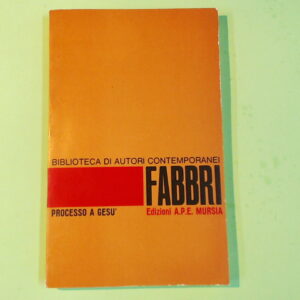 BIBLIOTECA DI AUTORI CONTEMPORANEI
FABBRI
PROCESSO A GESU'
Edizioni A.P.E. MURSIA